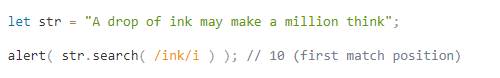 let str = "A drop of ink may make a million think";
alert( str.search( /ink/i ) ); // 10 (first match position)